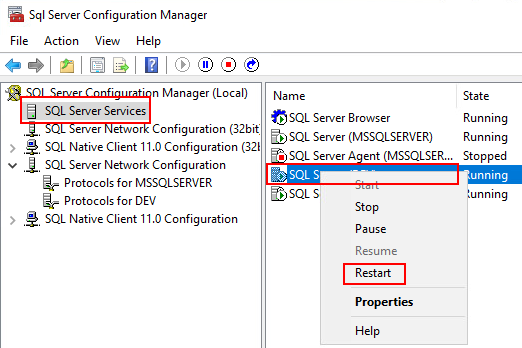 Sql Server Configuration Manager
File Action View Help
SQL Server Configuration Manager (Local)
SQL Server Services
SQL Server Network Configuration (32bit
SQL Native Client 11.0 Configuration (32
SQL Server Network Configuration
Protocols for MSSQLSERVER
Protocols for DEV
SQL Native Client 11.0 Configuration
Name State
SQL Server Browser Running
SQL Server (MSSQLSERVER) Running
SQL Server Agent (MSSQLSER... Stopped
SQL Running
SQL S Running
Start
Stop
Pause
Resume
Restart
Properties
Help